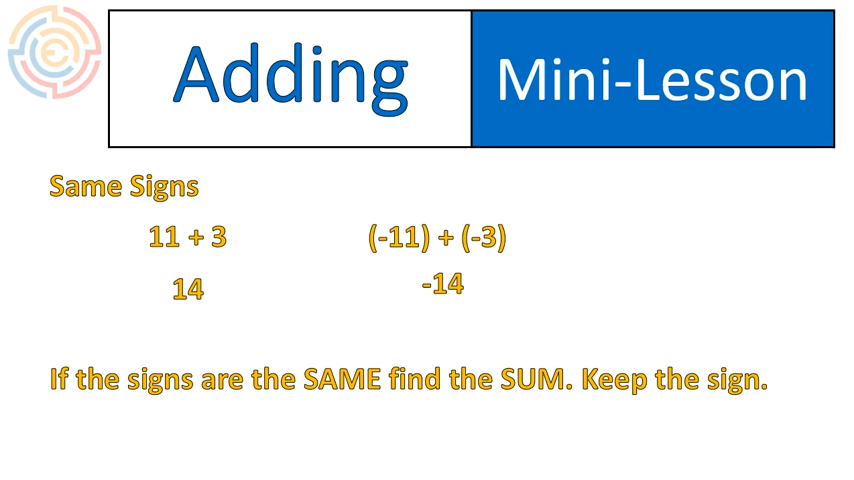 Adding Mini-Lesson
Same Signs
11 + 3 (-11) + (-3)
14 -14
If the signs are the SAME find the SUM. Keep the sign.